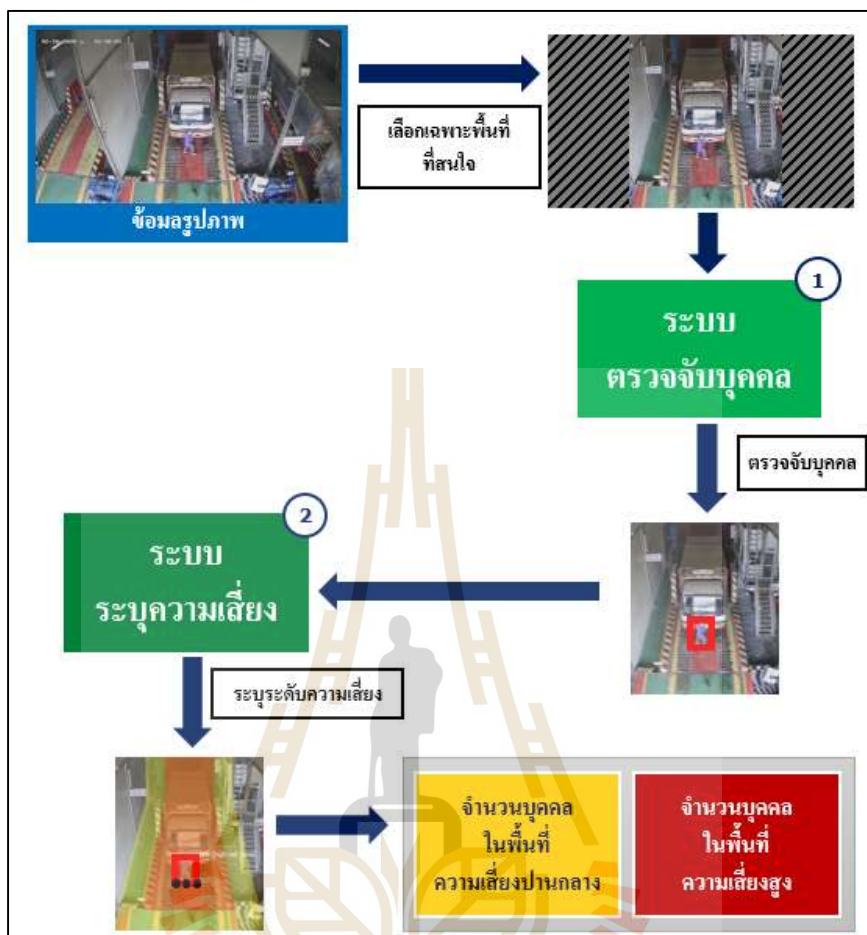 ข้อมูลรูปภาพ
เลือกเฉพาะพื้นที่
ที่สนใจ
1
ระบบ
ตรวจจับบุคคล
ตรวจจับบุคคล
2
ระบบ
ระบุความเสี่ยง
ระบุระดับความเสี่ยง
จำนวนบุคคล
ในพื้นที่
ความเสี่ยงปานกลาง
จำนวนบุคคล
ในพื้นที่
ความเสี่ยงสูง